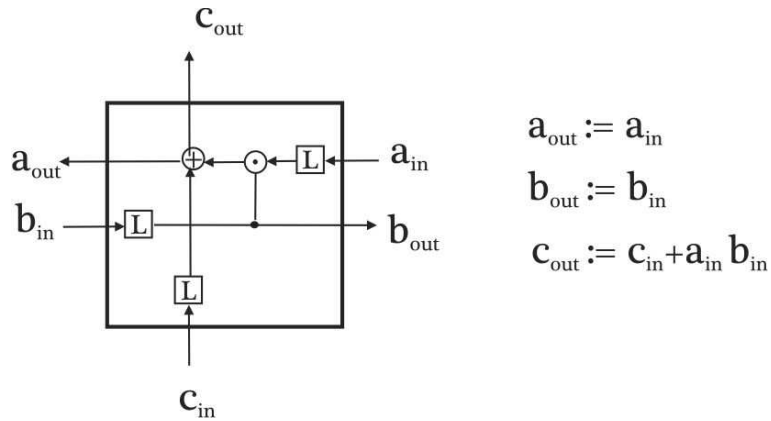 c_out
a_out
L
a_in
b_in
L
b_out
L
c_in
a_out := a_in
b_out := b_in
c_out := c_in+a_in b_in